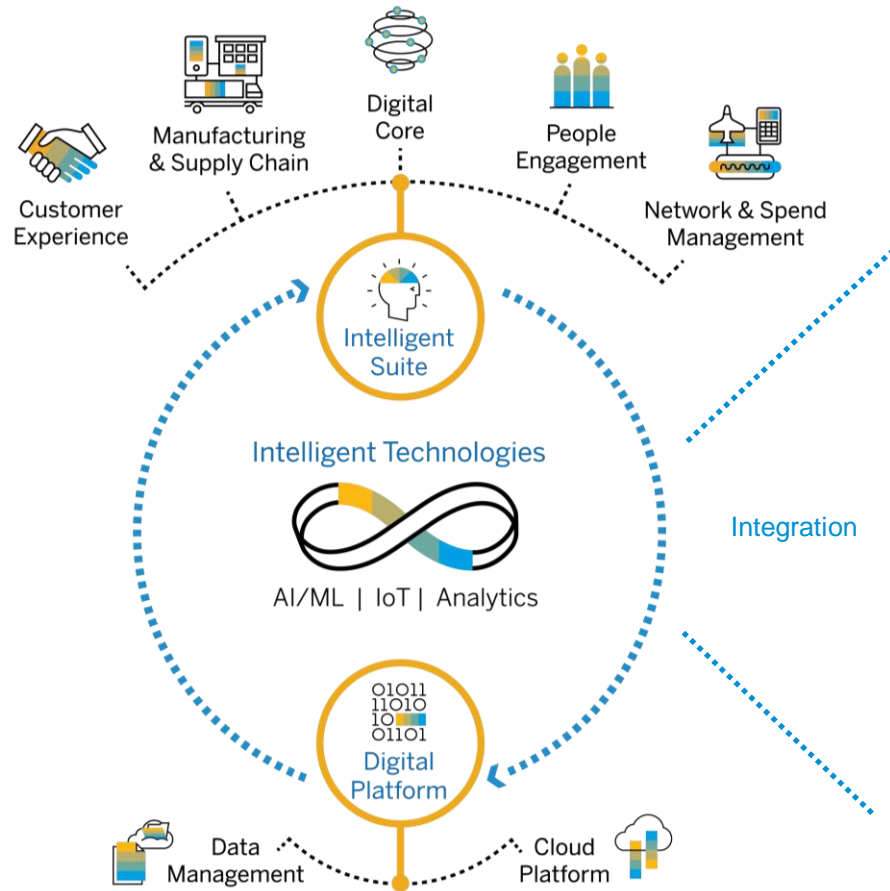 Digital
Core
Manufacturing
& Supply Chain
People
Engagement
Customer
Experience
Network & Spend
Management
Intelligent
Suite
Intelligent Technologies
Integration
AI/ML | IoT | Analytics
01011
11010
10
01101
Digital
Platform
Data
Management
Cloud
Platform